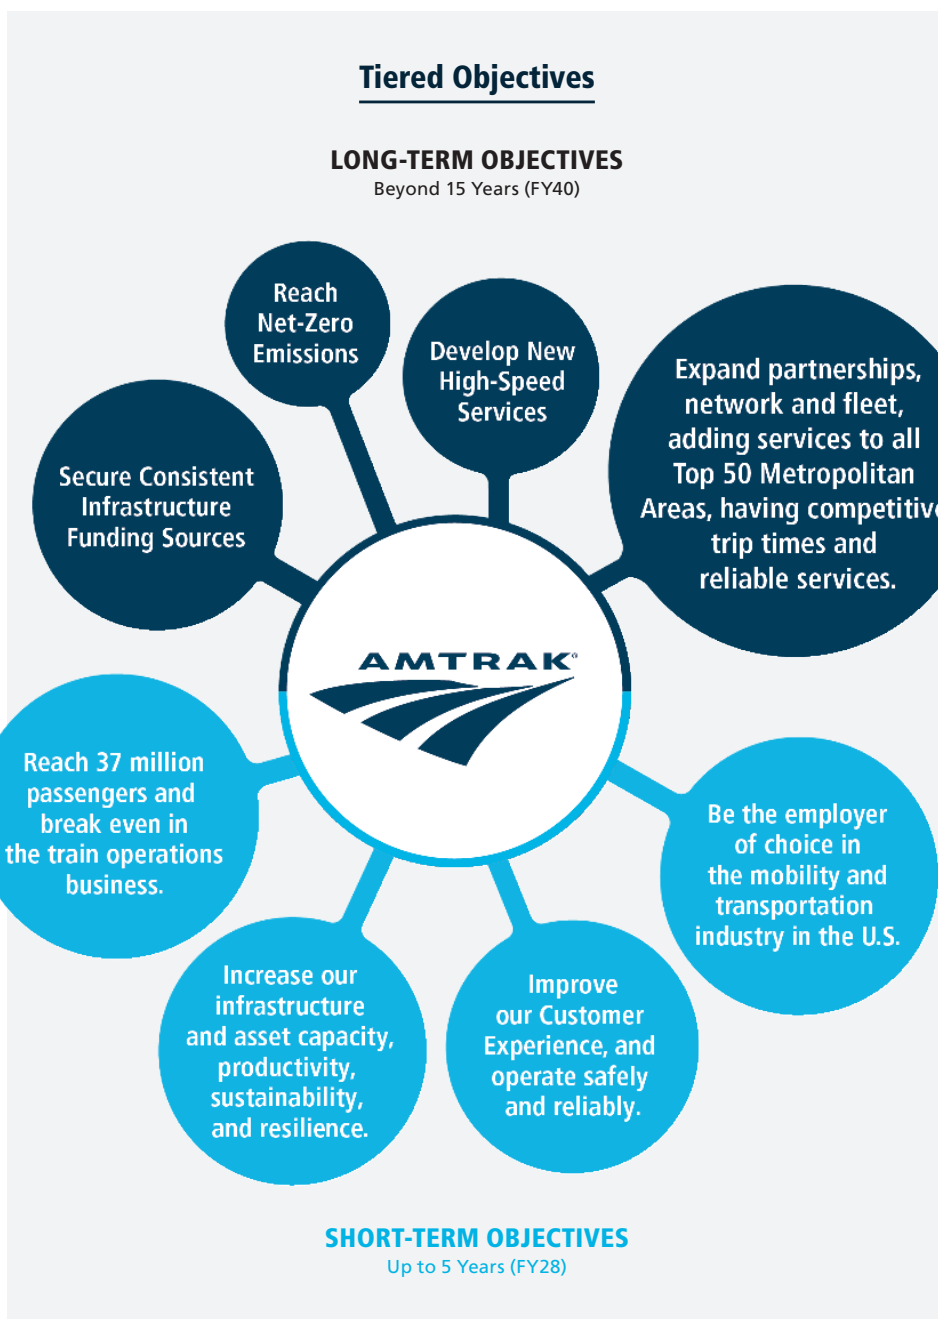 Tiered Objectives
LONG-TERM OBJECTIVES
Beyond 15 Years (FY40)
Reach
Net-Zero
Emissions
Develop New
High-Speed
Services
Expand partnerships,
network and fleet,
adding services to all
Top 50 Metropolitan
Areas, having competitive
trip times and
reliable services.
Secure Consistent
Infrastructure
Funding Sources
AMTRAK®
Reach 37 million
passengers and
break even in
the train operations
business.
Be the employer
of choice in
the mobility and
transportation
industry in the U.S.
Increase our
infrastructure
and asset capacity,
productivity,
sustainability,
and resilience.
Improve
our Customer
Experience, and
operate safely
and reliably.
SHORT-TERM OBJECTIVES
Up to 5 Years (FY28)